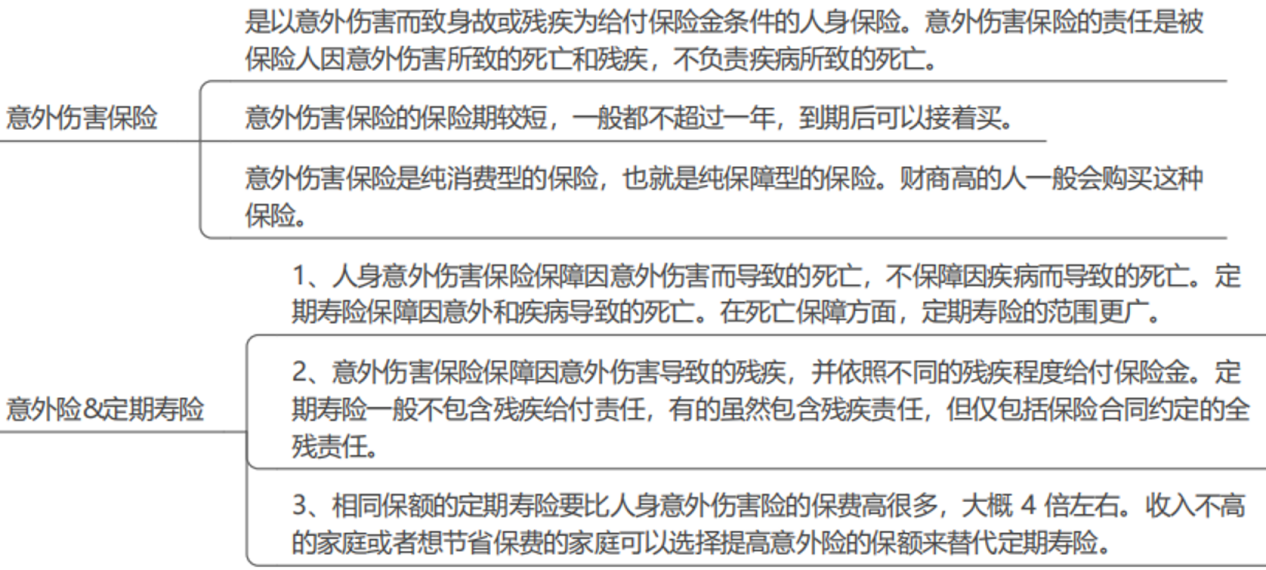 是以意外伤害而致身故或残疾为给付保险金条件的人身保险。意外伤害保险的责任是被
保险人因意外伤害所致的死亡和残疾，不负责疾病所致的死亡。
意外伤害保险
意外伤害保险的保险期较短，一般都不超过一年，到期后可以接着买。
意外伤害保险是纯消费型的保险，也就是纯保障型的保险。财商高的人一般会购买这种
保险。
1、人身意外伤害保险保障因意外伤害而导致的死亡，不保障因疾病而导致的死亡。定
期寿险保障因意外和疾病导致的死亡。在死亡保障方面，定期寿险的范围更广。
意外险&定期寿险
2、意外伤害保险保障因意外伤害导致的残疾，并依照不同的残疾程度给付保险金。定
期寿险一般不包含残疾给付责任，有的虽然包含残疾责任，但仅包括保险合同约定的全
残责任。
3、相同保额的定期寿险要比人身意外伤害险的保费高很多，大概 4 倍左右。收入不高
的家庭或者想节省保费的家庭可以选择提高意外险的保额来替代定期寿险。